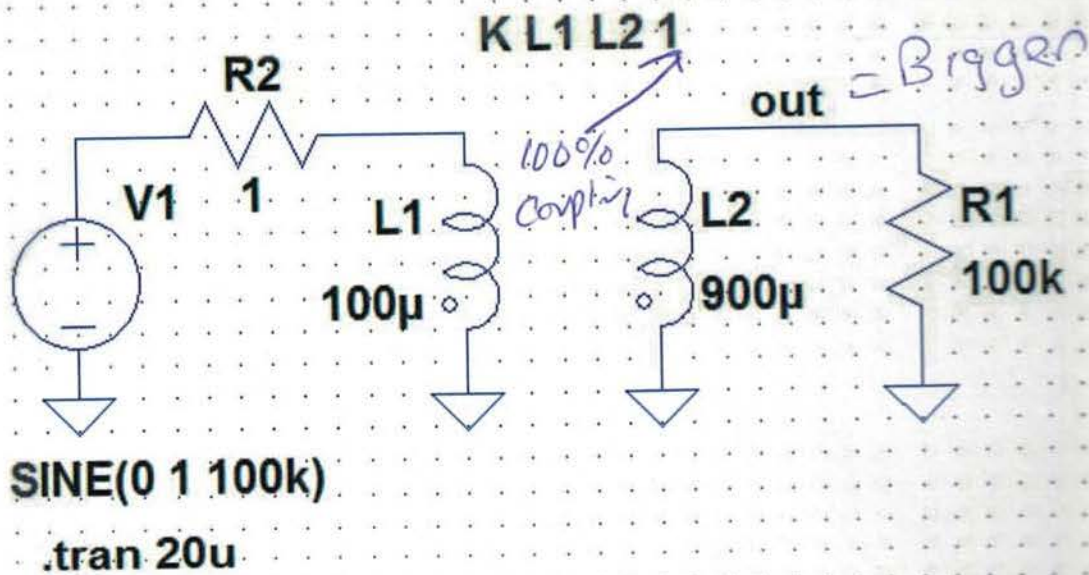 K L1 L2 1
R2
out = Bigger
100%
coupling
V1
1
L1
L2
R1
100µ
900µ
100k
SINE(0 1 100k)
.tran 20u